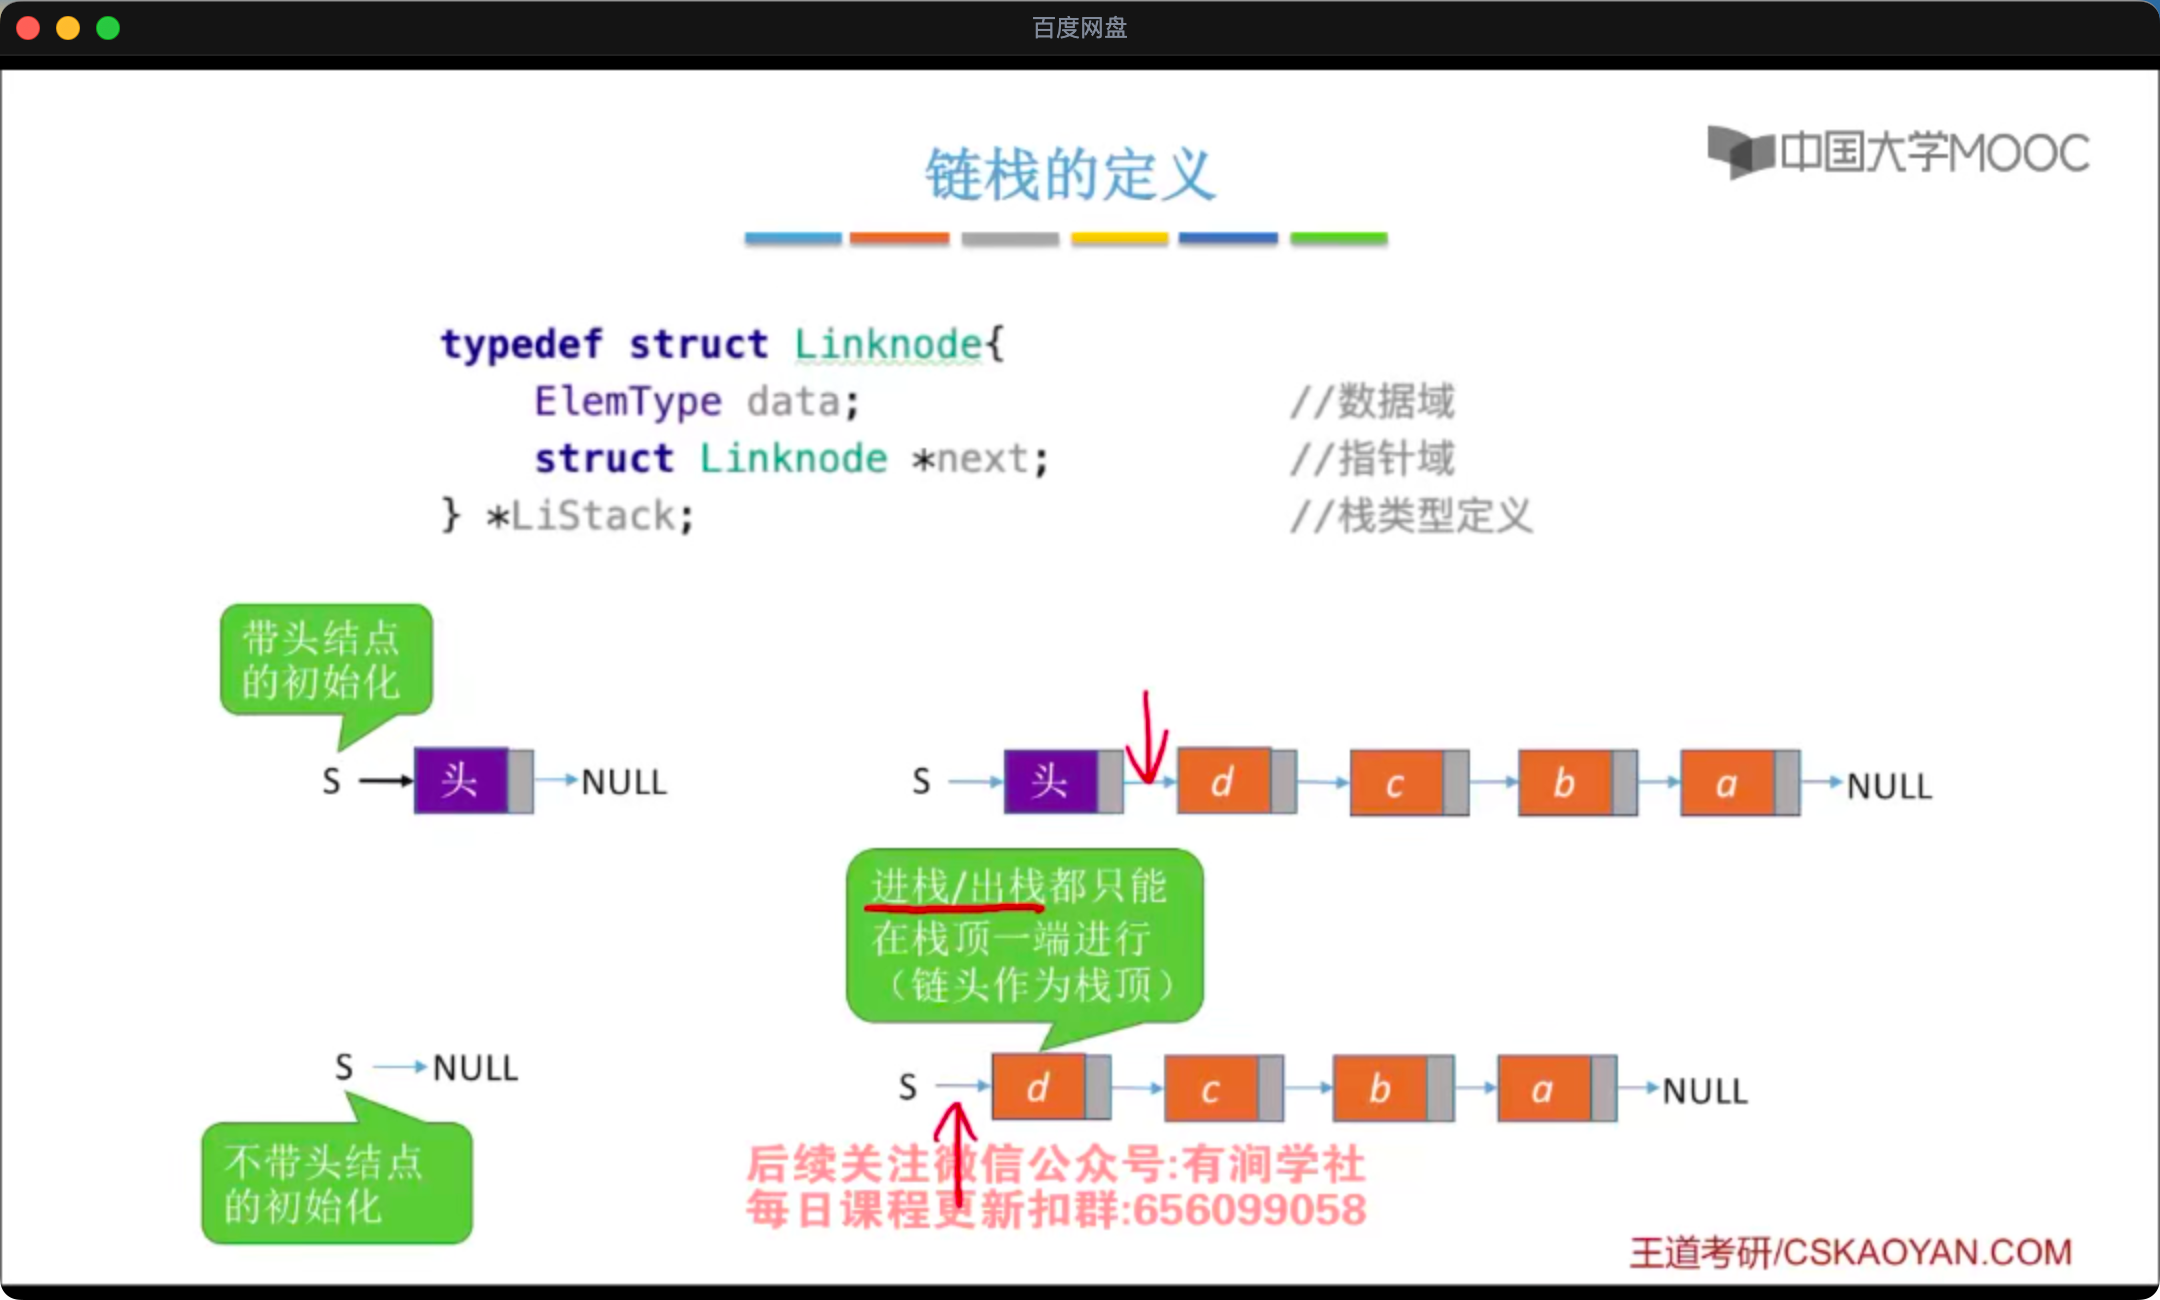 百度网盘
中国大学MOOC
链栈的定义
typedef struct Linknode{
ElemType data; //数据域
struct Linknode *next; //指针域
} *LiStack; //栈类型定义
带头结点
的初始化
S 头 NULL
S 头 d c b a NULL
进栈/出栈都只能
在栈顶一端进行
（链头作为栈顶）
S NULL
S d c b a NULL
不带头结点
的初始化
后续关注微信公众号:有涧学社
每日课程更新扣群:656099058
王道考研/CSKAOYAN.COM